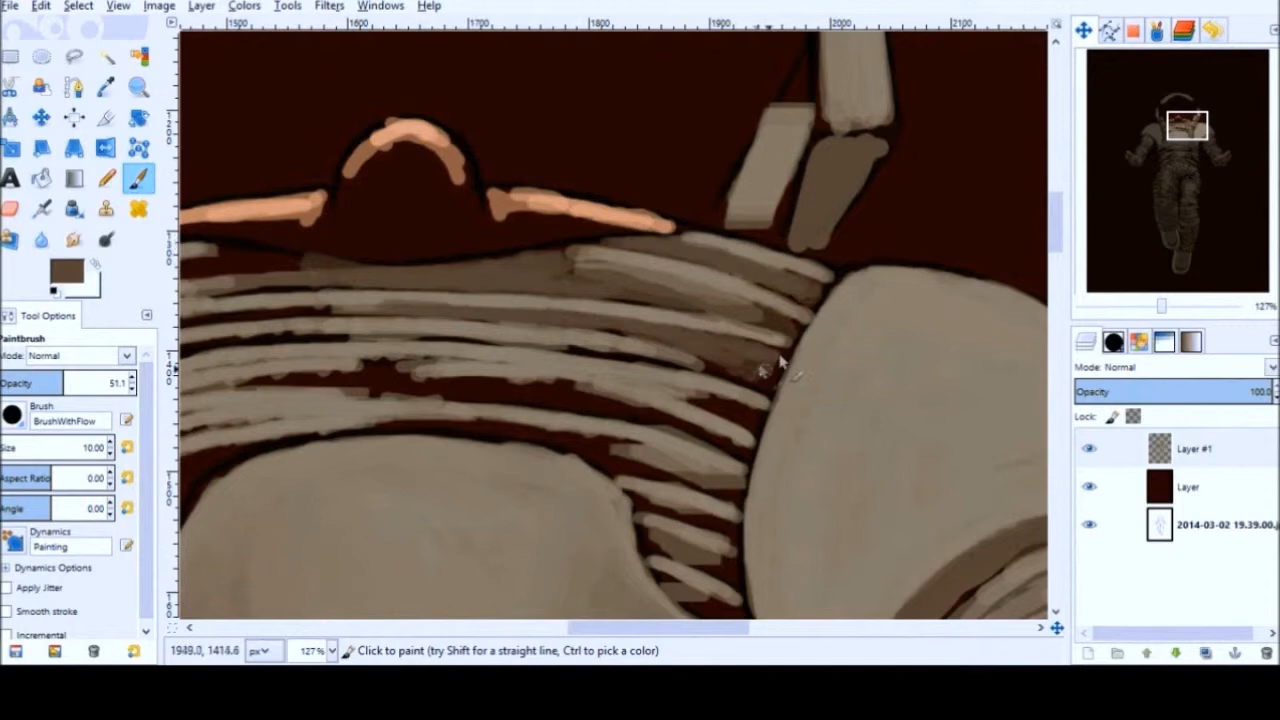 File Edit Select View Image Layer Colors Tools Filters Windows Help
1500 1600 1700 1800 1900 2000 2100
127%
Tool Options
Paintbrush
Mode: Normal
Opacity 51.1
Brush
BrushWithFlow
Size 10.00
Aspect Ratio 0.00
Angle 0.00
Dynamics
Painting
Dynamics Options
Apply Jitter
Smooth stroke
Incremental
Mode: Normal
Opacity 100.0
Lock:
Layer #1
Layer
2014-03-02 19.39.00.j
1949.0, 1414.6 px 127% Click to paint (try Shift for a straight line, Ctrl to pick a color)